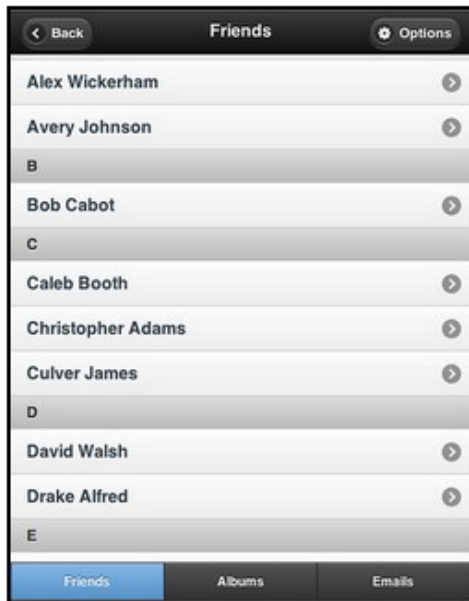 Back Friends Options
Alex Wickerham
Avery Johnson
B
Bob Cabot
C
Caleb Booth
Christopher Adams
Culver James
D
David Walsh
Drake Alfred
E
Friends Albums Emails